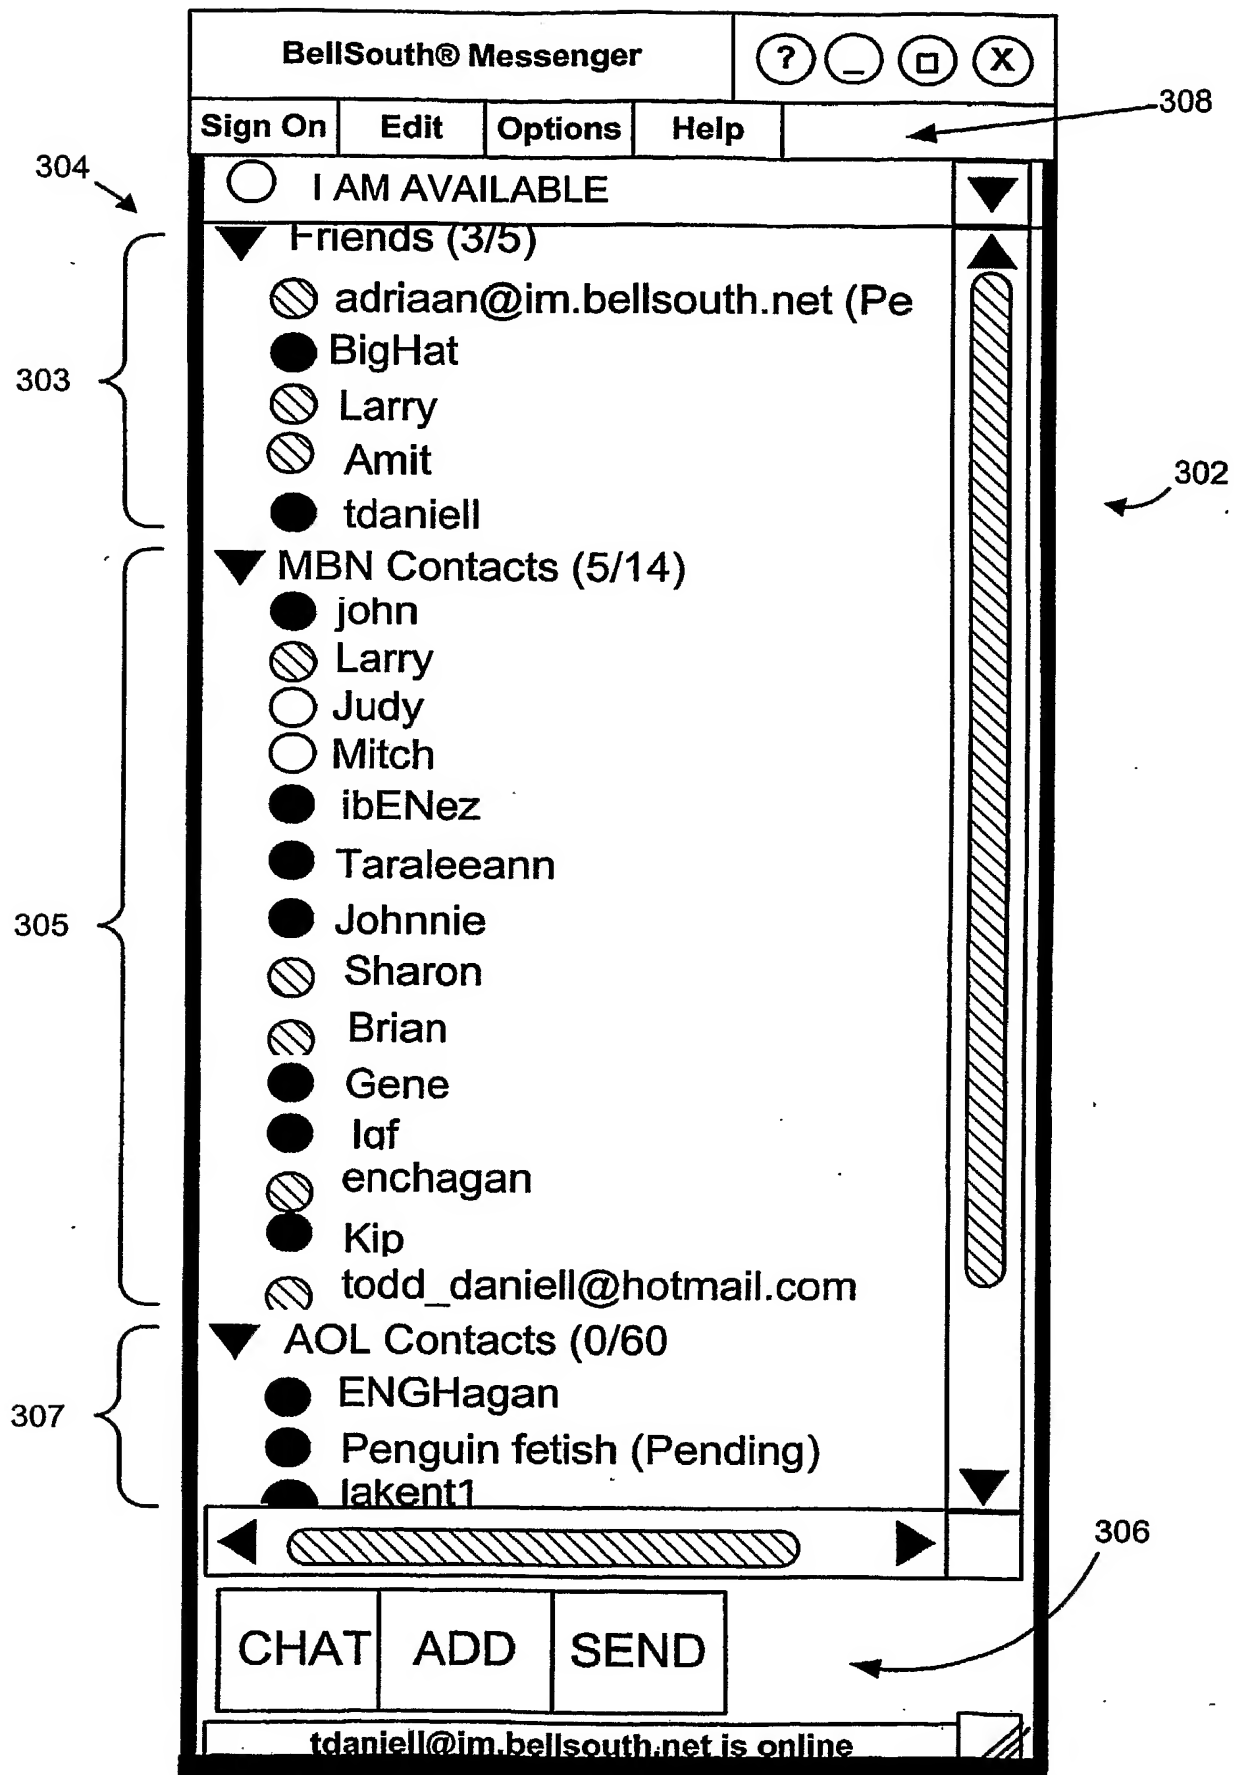 BellSouth® Messenger ? _ X
Sign On Edit Options Help
308
304
I AM AVAILABLE
Friends (3/5)
adriaan@im.bellsouth.net (Pe
BigHat
303
Larry
Amit
302
tdaniell
MBN Contacts (5/14)
john
Larry
Judy
Mitch
ibENez
Taraleeann
305
Johnnie
Sharon
Brian
Gene
enchagan
Kip
todd_daniell@hotmail.com
AOL Contacts (0/60
ENGHagan
307
Penguin fetish (Pending)
lakent1
306
CHAT ADD SEND
tdaniell@im.bellsouth.net is online